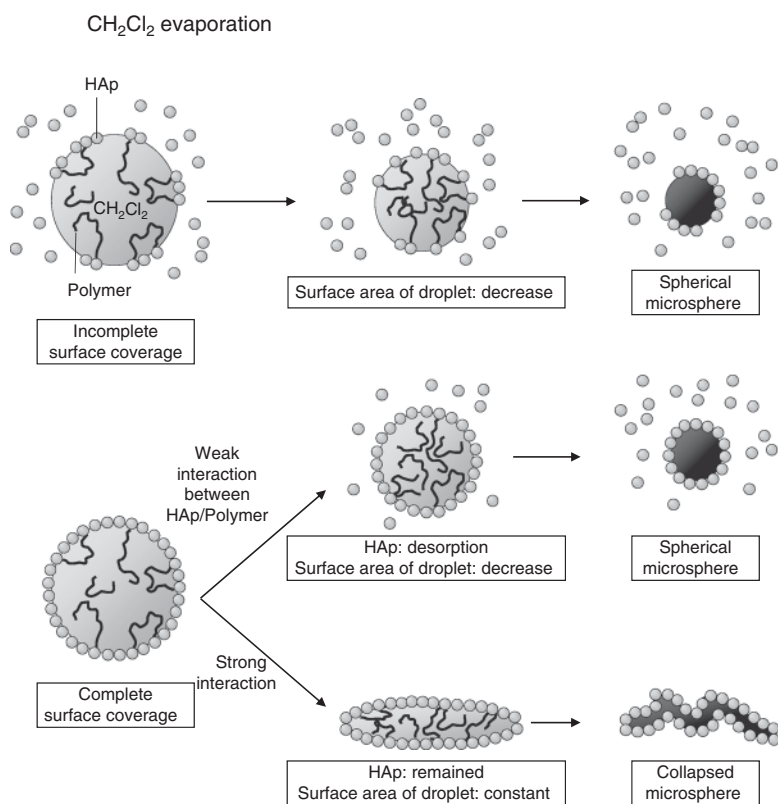 CH₂Cl₂ evaporation
HAp
CH₂Cl₂
Polymer
Incomplete
surface coverage
Surface area of droplet: decrease
Spherical
microsphere
Weak
interaction
between
HAp/Polymer
HAp: desorption
Surface area of droplet: decrease
Spherical
microsphere
Complete
surface coverage
Strong
interaction
HAp: remained
Surface area of droplet: constant
Collapsed
microsphere